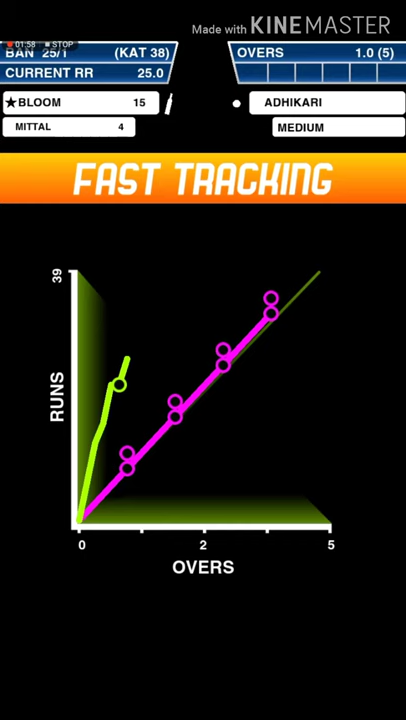 Made with KINEMASTER
01:58 STOP
BAN 25/1 (KAT 38)
CURRENT RR 25.0
OVERS 1.0 (5)
★BLOOM 15
MITTAL 4
ADHIKARI
MEDIUM
FAST TRACKING
39
RUNS
0 2 5
OVERS